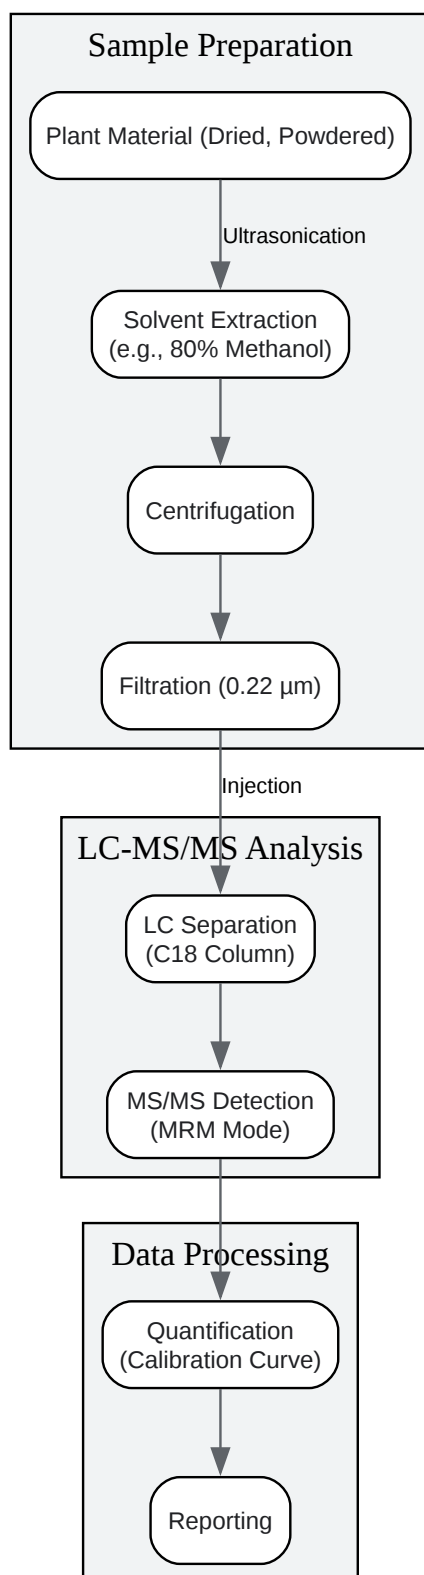 Sample Preparation
Plant Material (Dried, Powdered)
Ultrasonication
Solvent Extraction
(e.g., 80% Methanol)
Centrifugation
Filtration (0.22 µm)
Injection
LC-MS/MS Analysis
LC Separation
(C18 Column)
MS/MS Detection
(MRM Mode)
Data Processing
Quantification
(Calibration Curve)
Reporting